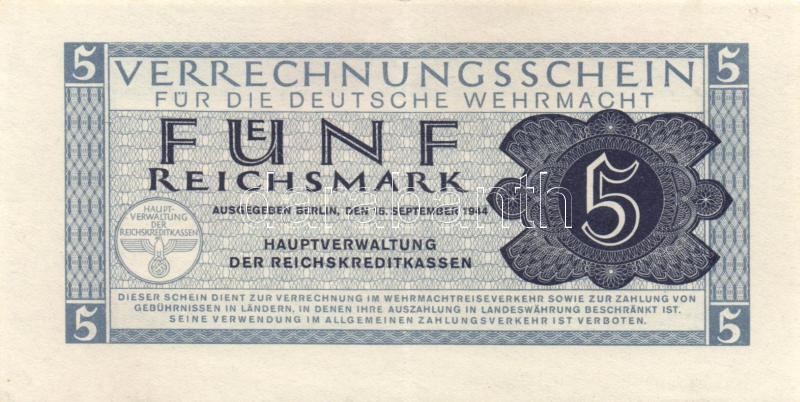 5 5
VERRECHNUNGSSCHEIN
FÜR DIE DEUTSCHE WEHRMACHT
FUENF
REICHSMARK
5
darabanth
AUSGEGEBEN BERLIN, DEN 15. SEPTEMBER 1944
HAUPT-
VERWALTUNG
DER
REICHSKREDITKASSEN
HAUPTVERWALTUNG
DER REICHSKREDITKASSEN
DIESER SCHEIN DIENT ZUR VERRECHNUNG IM WEHRMACHTREISEVERKEHR SOWIE ZUR ZAHLUNG VON
GEBÜHRNISSEN IN LÄNDERN, IN DENEN IHRE AUSZAHLUNG IN LANDESWÄHRUNG BESCHRÄNKT IST.
SEINE VERWENDUNG IM ALLGEMEINEN ZAHLUNGSVERKEHR IST VERBOTEN.
5 5